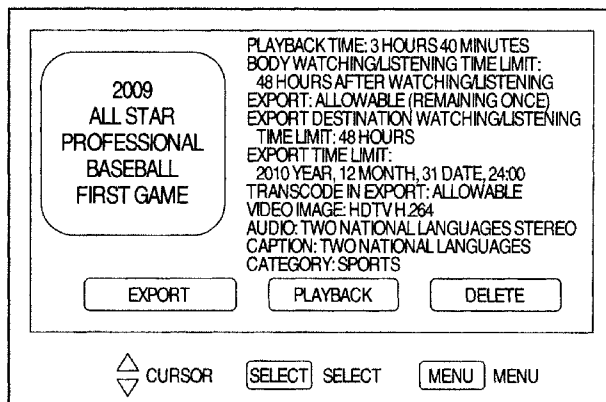 2009
ALL STAR
PROFESSIONAL
BASEBALL
FIRST GAME
PLAYBACK TIME: 3 HOURS 40 MINUTES
BODY WATCHING/LISTENING TIME LIMIT:
48 HOURS AFTER WATCHING/LISTENING
EXPORT: ALLOWABLE (REMAINING ONCE)
EXPORT DESTINATION WATCHING/LISTENING
TIME LIMIT: 48 HOURS
EXPORT TIME LIMIT:
2010 YEAR, 12 MONTH, 31 DATE, 24:00
TRANSCODE IN EXPORT: ALLOWABLE
VIDEO IMAGE: HDTV H.264
AUDIO: TWO NATIONAL LANGUAGES STEREO
CAPTION: TWO NATIONAL LANGUAGES
CATEGORY: SPORTS
EXPORT PLAYBACK DELETE
CURSOR SELECT SELECT MENU MENU